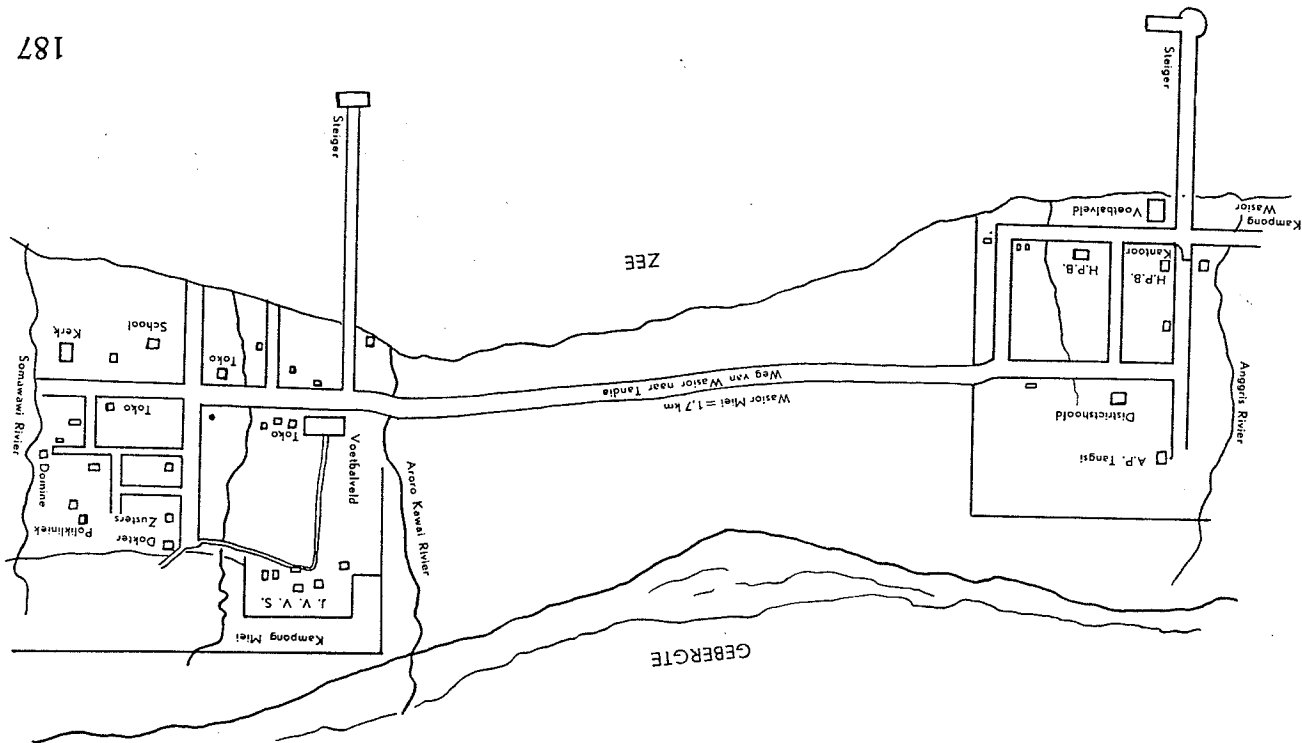 GEBERGTE
Kampong Miei
J. V. V. S.
Dokter
Zusters
Polikliniek
Domine
Somawawi Rivier
Aroro Kawai Rivier
Voetbalveld
Toko
Toko
Toko
School
Kerk
Steiger
Wasior Miei = 1,7 km
Weg van Wasior naar Tandia
A.P. Tangsi
Districtshoofd
Anggris Rivier
H.P.B.
Kantoor
H.P.B.
Voetbalveld
Kampong
Wasior
Steiger
ZEE
187